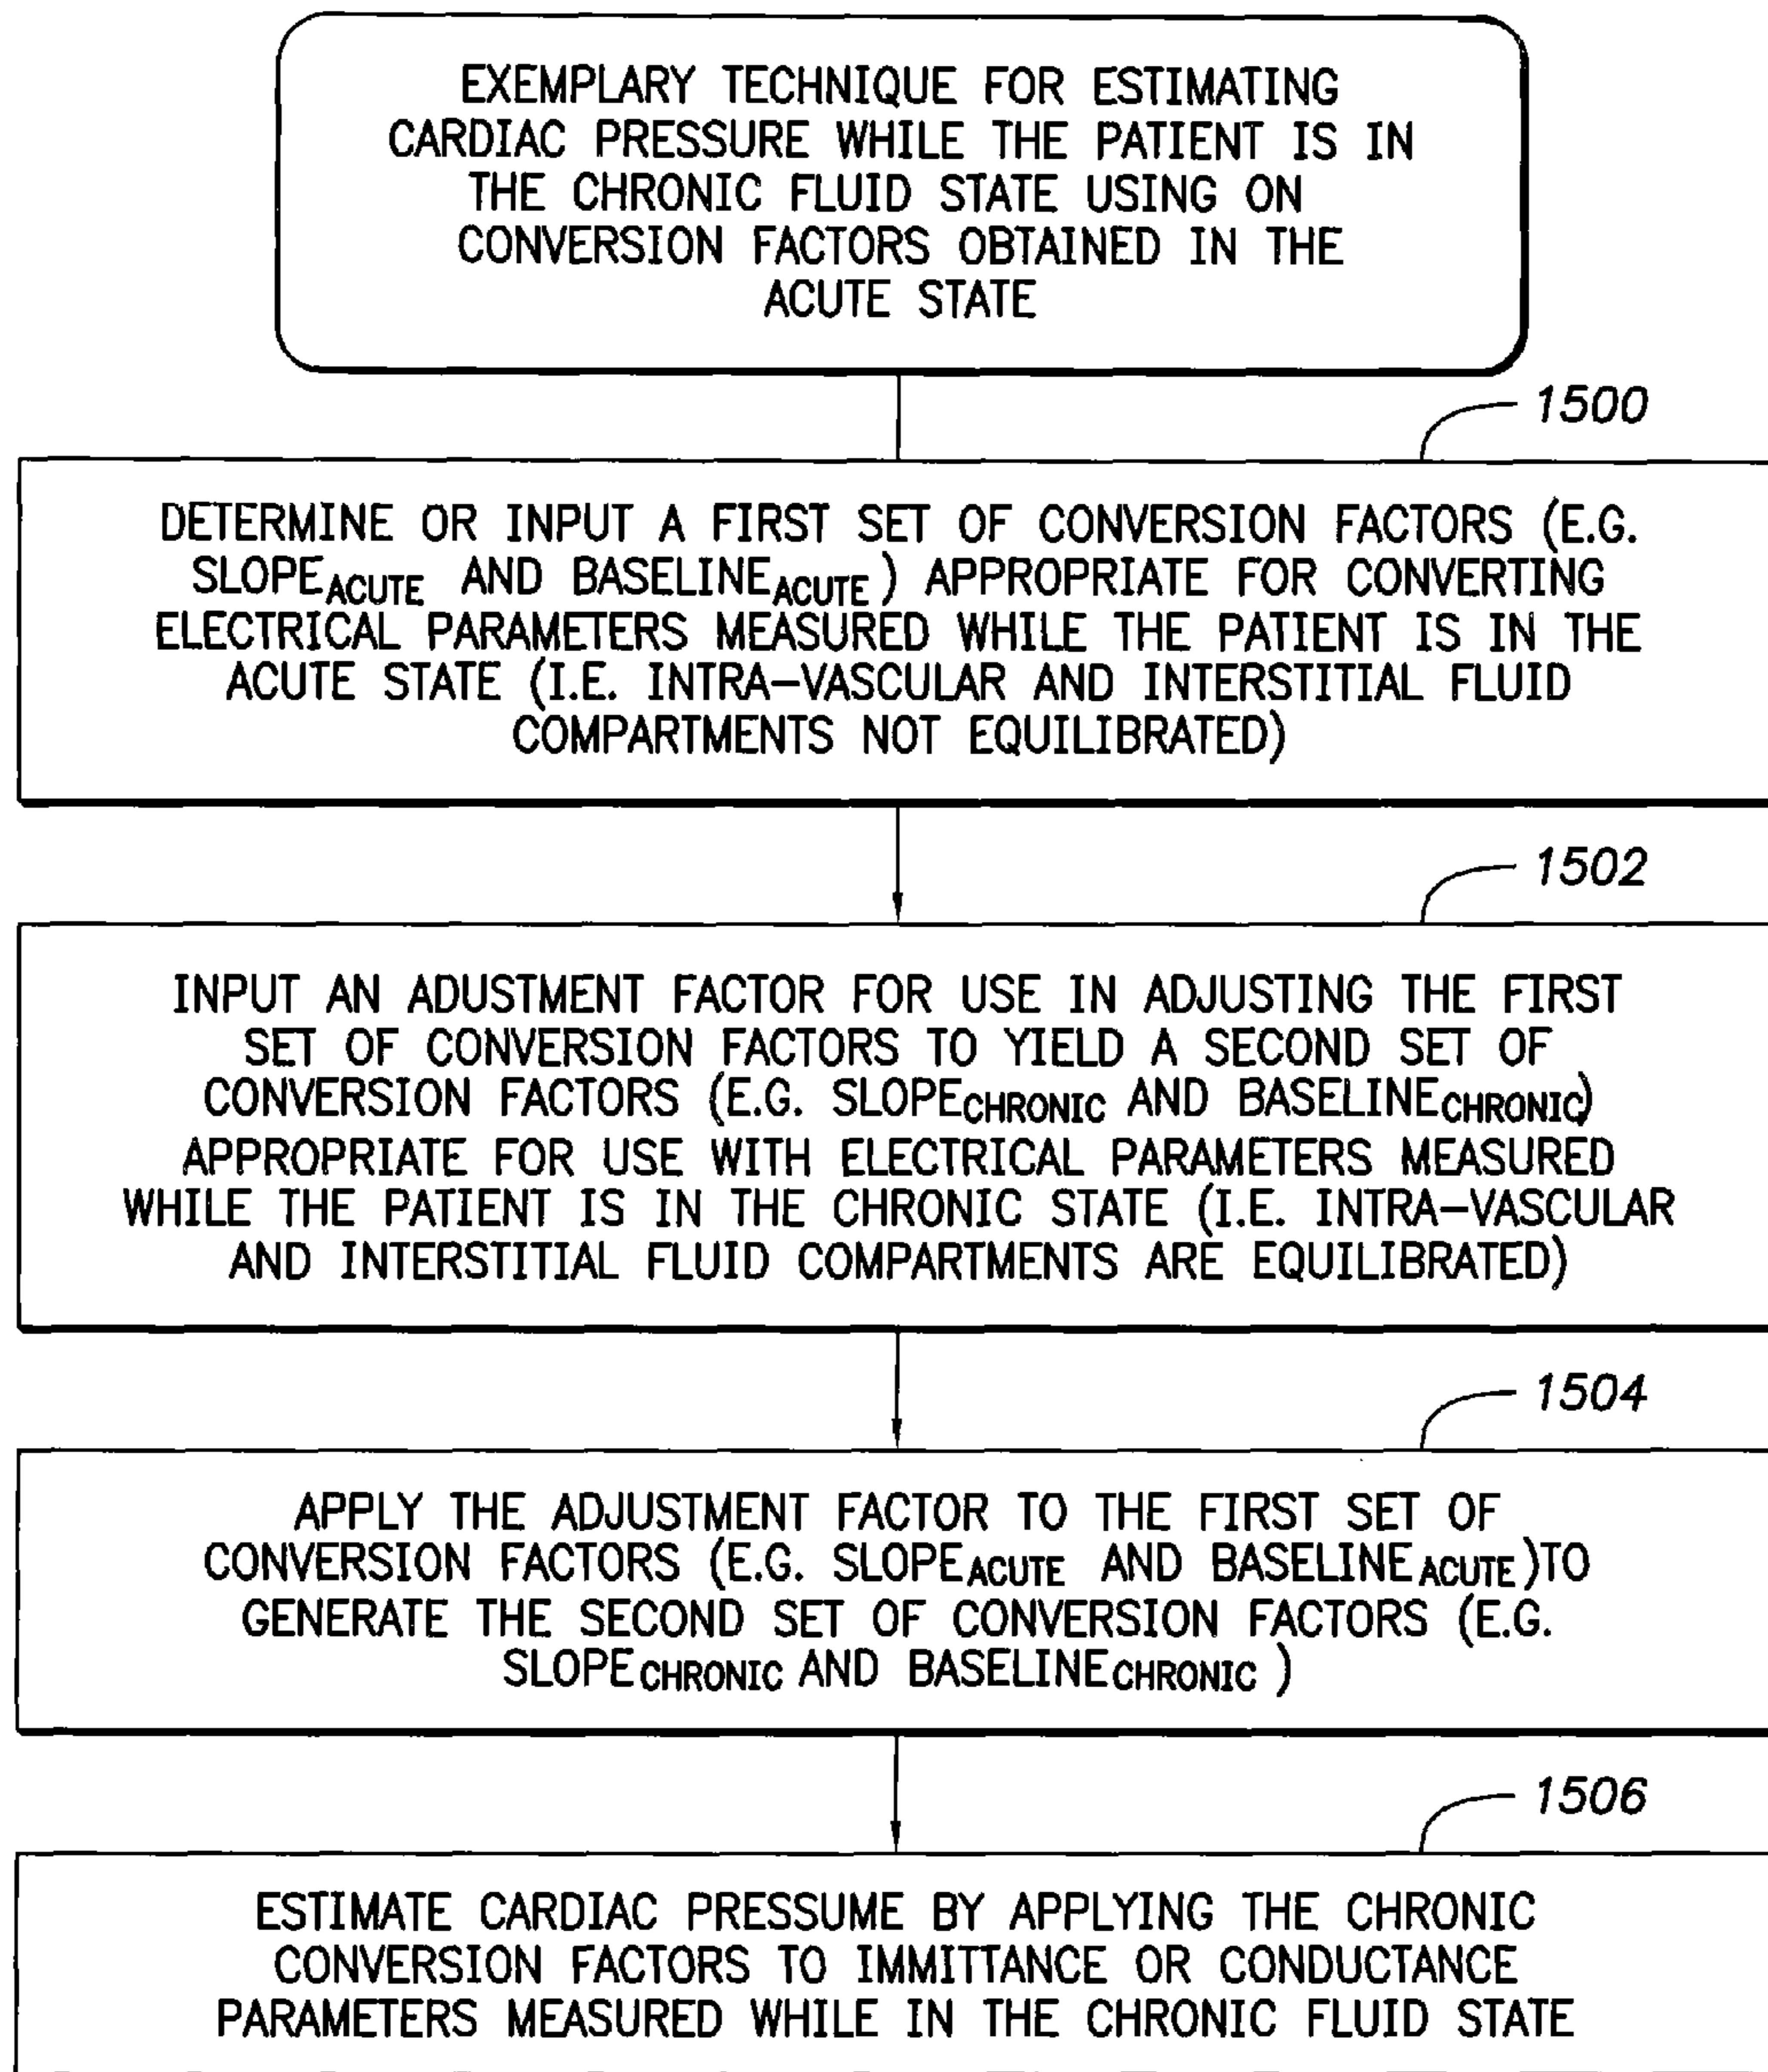 EXEMPLARY TECHNIQUE FOR ESTIMATING
CARDIAC PRESSURE WHILE THE PATIENT IS IN
THE CHRONIC FLUID STATE USING ON
CONVERSION FACTORS OBTAINED IN THE
ACUTE STATE
1500
DETERMINE OR INPUT A FIRST SET OF CONVERSION FACTORS (E.G.
SLOPEACUTE AND BASELINEACUTE) APPROPRIATE FOR CONVERTING
ELECTRICAL PARAMETERS MEASURED WHILE THE PATIENT IS IN THE
ACUTE STATE (I.E. INTRA-VASCULAR AND INTERSTITIAL FLUID
COMPARTMENTS NOT EQUILIBRATED)
1502
INPUT AN ADUSTMENT FACTOR FOR USE IN ADJUSTING THE FIRST
SET OF CONVERSION FACTORS TO YIELD A SECOND SET OF
CONVERSION FACTORS (E.G. SLOPECHRONIC AND BASELINECHRONIC)
APPROPRIATE FOR USE WITH ELECTRICAL PARAMETERS MEASURED
WHILE THE PATIENT IS IN THE CHRONIC STATE (I.E. INTRA-VASCULAR
AND INTERSTITIAL FLUID COMPARTMENTS ARE EQUILIBRATED)
1504
APPLY THE ADJUSTMENT FACTOR TO THE FIRST SET OF
CONVERSION FACTORS (E.G. SLOPEACUTE AND BASELINEACUTE)TO
GENERATE THE SECOND SET OF CONVERSION FACTORS (E.G.
SLOPECHRONIC AND BASELINECHRONIC)
1506
ESTIMATE CARDIAC PRESSUME BY APPLYING THE CHRONIC
CONVERSION FACTORS TO IMMITTANCE OR CONDUCTANCE
PARAMETERS MEASURED WHILE IN THE CHRONIC FLUID STATE